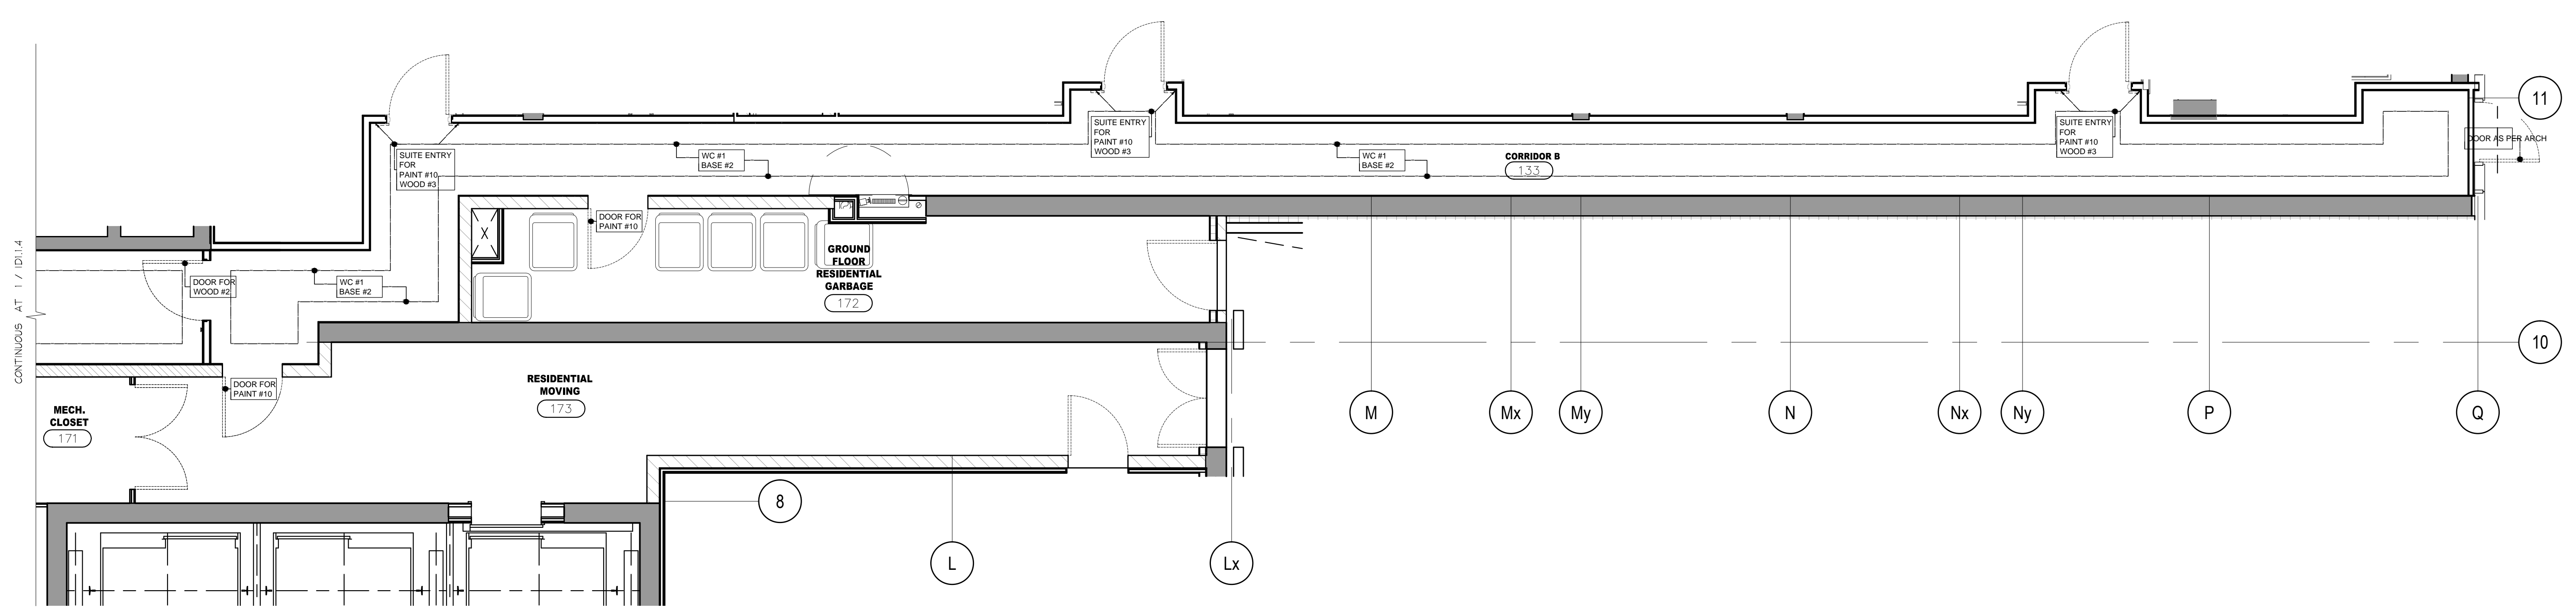 11
SUITE ENTRY
FOR
PAINT #10
WOOD #3
SUITE ENTRY
FOR
PAINT #10
WOOD #3
SUITE ENTRY
FOR
PAINT #10
WOOD #3
DOOR AS PER ARCH
WC #1
BASE #2
WC #1
BASE #2
CORRIDOR B
133
DOOR FOR
PAINT #10
X
GROUND
FLOOR
RESIDENTIAL
GARBAGE
172
DOOR FOR
WOOD #2
WC #1
BASE #2
CONTINUOUS AT 1 / ID1.1.4
10
DOOR FOR
PAINT #10
RESIDENTIAL
MOVING
173
MECH.
CLOSET
171
M
Mx
My
N
Nx
Ny
P
Q
8
L
Lx